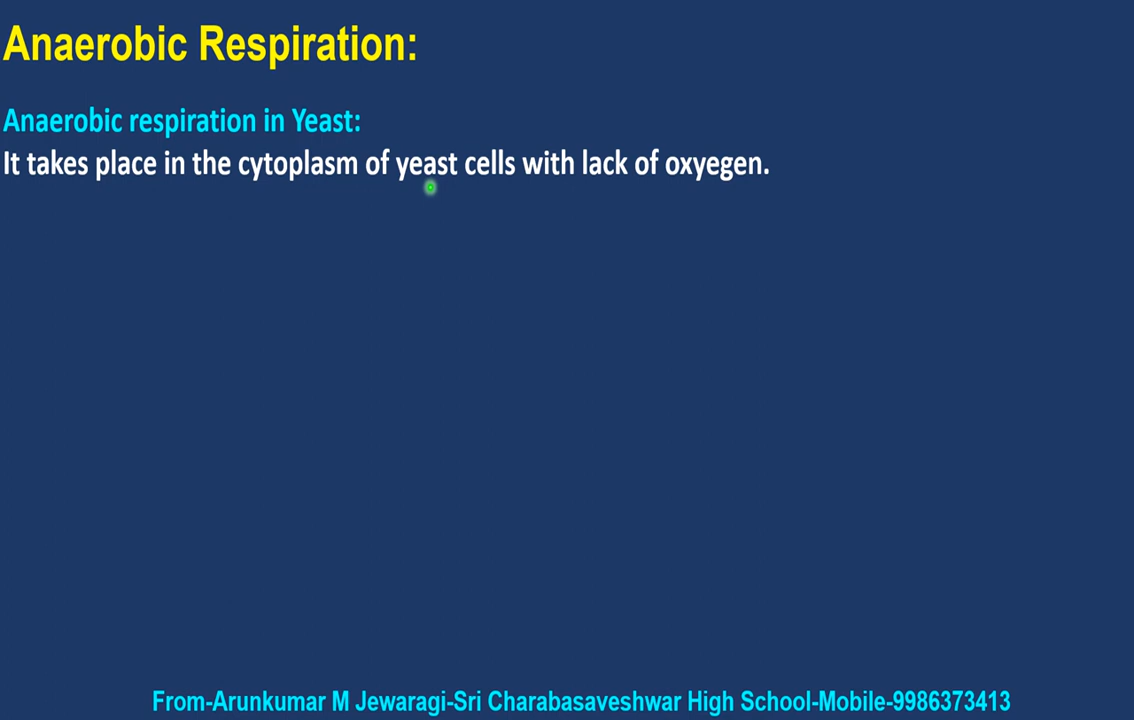 Anaerobic Respiration:
Anaerobic respiration in Yeast:
It takes place in the cytoplasm of yeast cells with lack of oxyegen.
From-Arunkumar M Jewaragi-Sri Charabasaveshwar High School-Mobile-9986373413